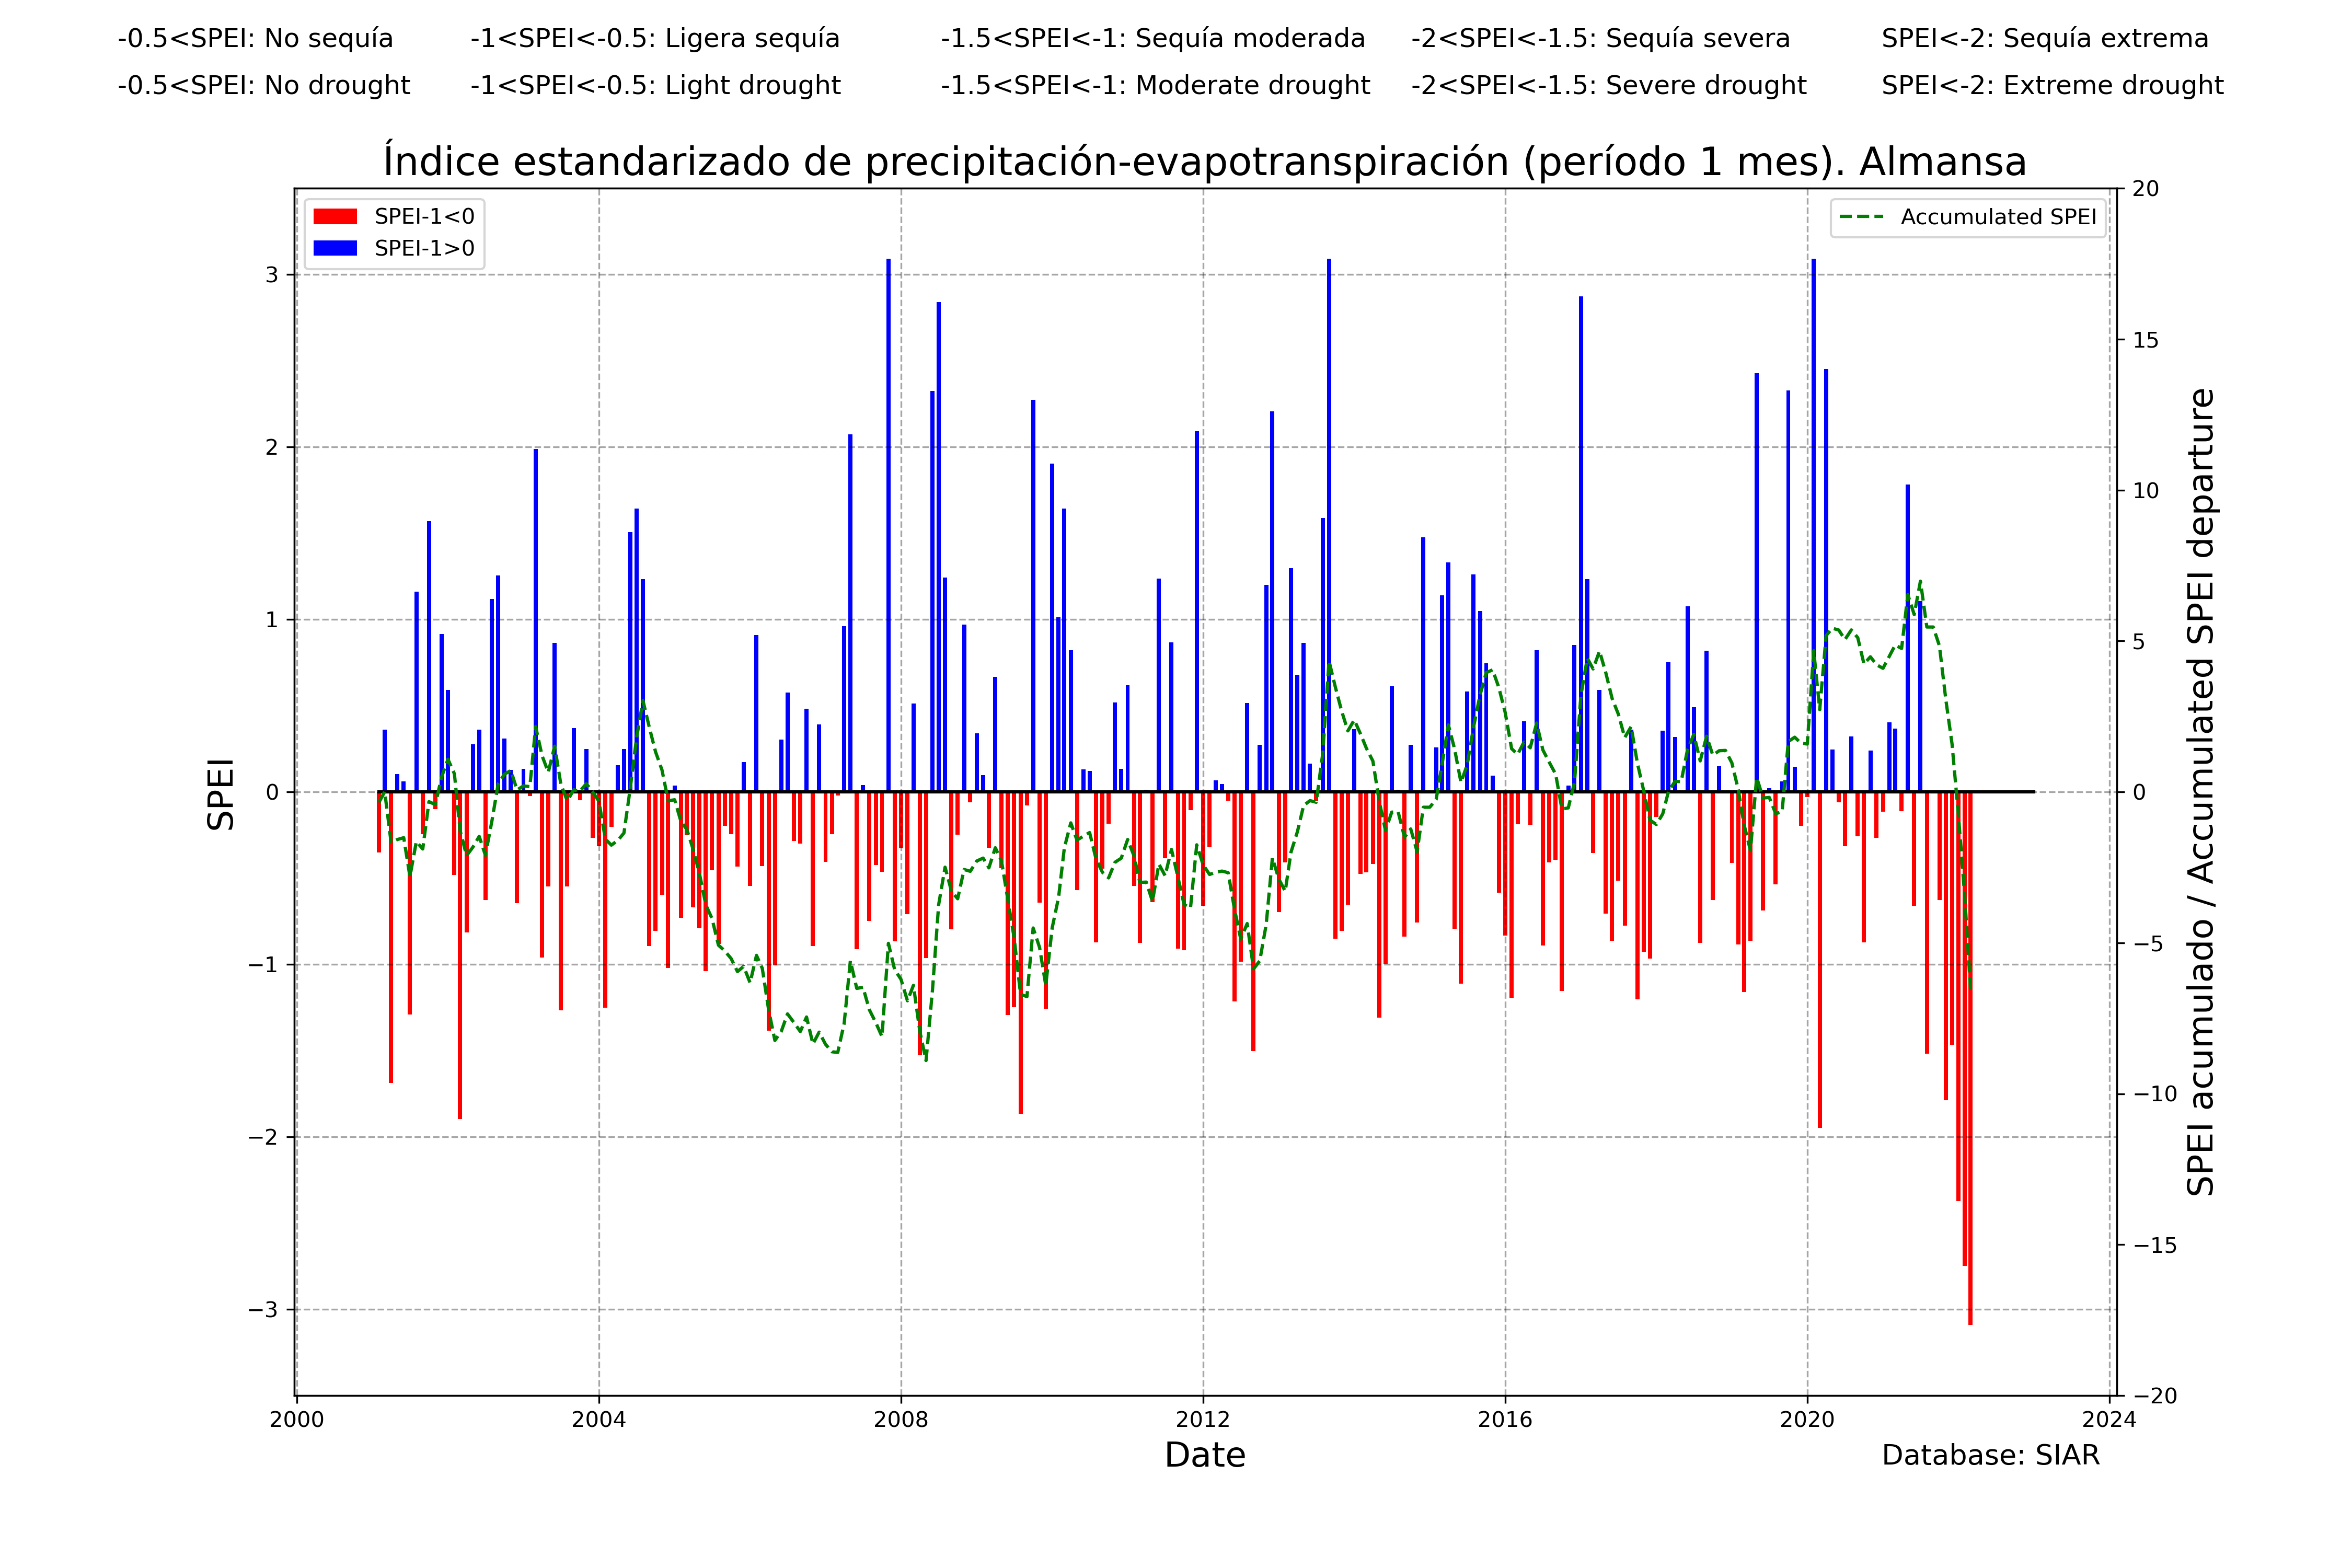 -0.5<SPEI: No sequía -1<SPEI<-0.5: Ligera sequía -1.5<SPEI<-1: Sequía moderada -2<SPEI<-1.5: Sequía severa SPEI<-2: Sequía extrema
-0.5<SPEI: No drought -1<SPEI<-0.5: Light drought -1.5<SPEI<-1: Moderate drought -2<SPEI<-1.5: Severe drought SPEI<-2: Extreme drought
Índice estandarizado de precipitación-evapotranspiración (período 1 mes). Almansa
SPEI-1<0
SPEI-1>0
Accumulated SPEI
SPEI
3
2
1
0
−1
−2
−3
20
15
10
5
0
−5
−10
−15
−20
SPEI acumulado / Accumulated SPEI departure
2000 2004 2008 2012 2016 2020 2024
Date
Database: SIAR